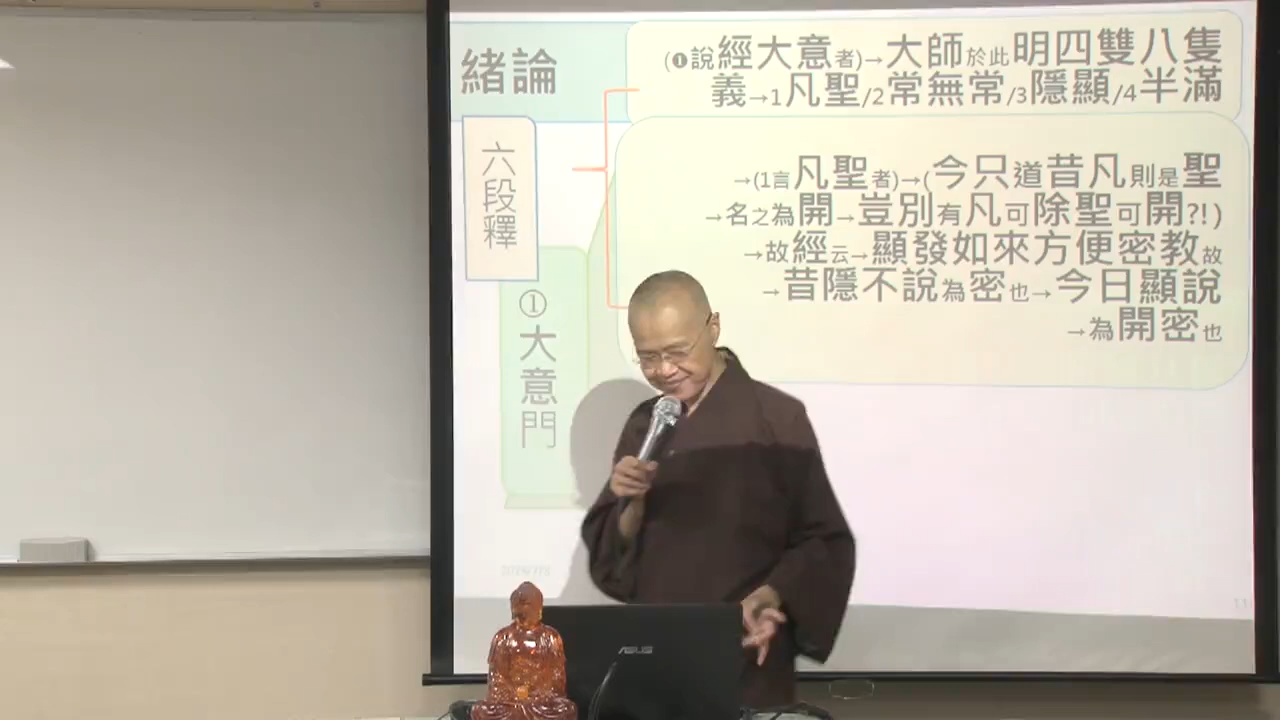 緒論
(❶說經大意者)→大師於此明四雙八隻
義→1凡聖/2常無常/3隱顯/4半滿
六段釋
→(1言凡聖者)→(今只道昔凡則是聖
→名之為開→豈別有凡可除聖可開?!)
→故經云→顯發如來方便密教故
→昔隱不說為密也→今日顯說
→為開密也
①大意門
ASUS